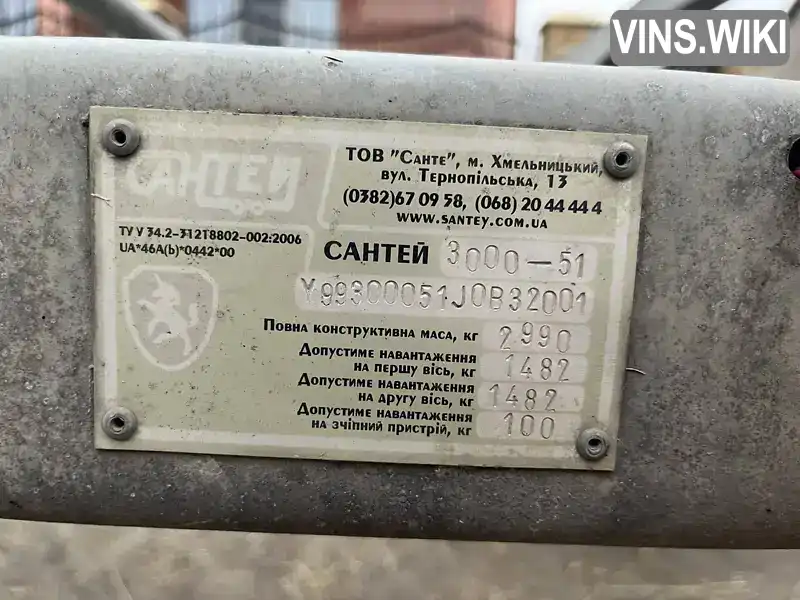 VINS.WIKI
САНТЕЙ
ТОВ "Санте", м. Хмельницький,
вул. Тернопільська, 13
(0382)67 09 58, (068) 20 44 44 4
WWW.SANTEY.COM.UA
ТУ У 34.2-31218802-002:2006
UA*46A(b)*0442*00
САНТЕЙ 3000-51
Y993C0051J0B32001
Повна конструктивна маса, кг 2990
Допустиме навантаження
на першу вісь, кг 1482
Допустиме навантаження
на другу вісь, кг 1482
Допустиме навантаження
на зчіпний пристрій, кг 100